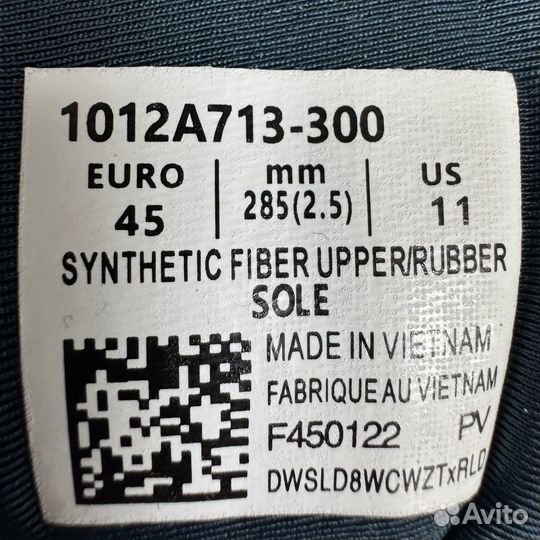 1012A713-300
EURO mm US
45 285(2.5) 11
SYNTHETIC FIBER UPPER/RUBBER
SOLE
MADE IN VIETNAM
FABRIQUE AU VIETNAM
F450122 PV
DWSLD8WCWZTxRLD
Avito